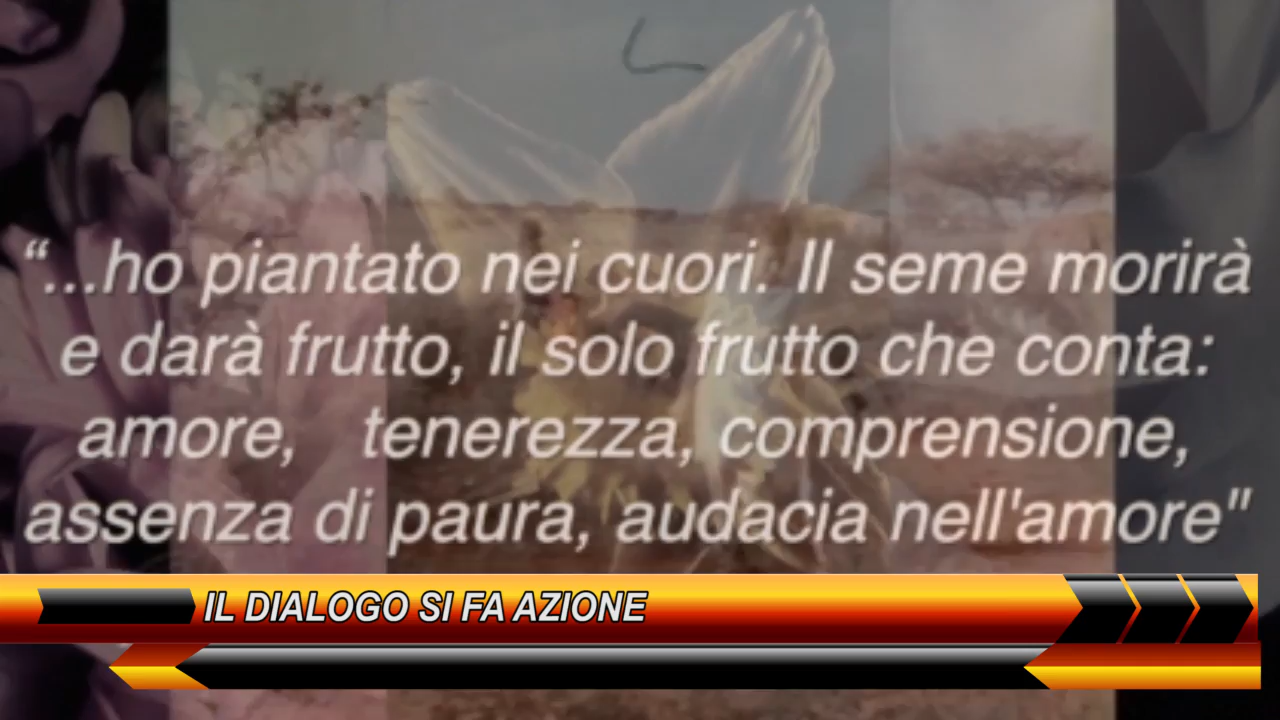 “...ho piantato nei cuori. Il seme morirà
e darà frutto, il solo frutto che conta:
amore, tenerezza, comprensione,
assenza di paura, audacia nell'amore"
IL DIALOGO SI FA AZIONE